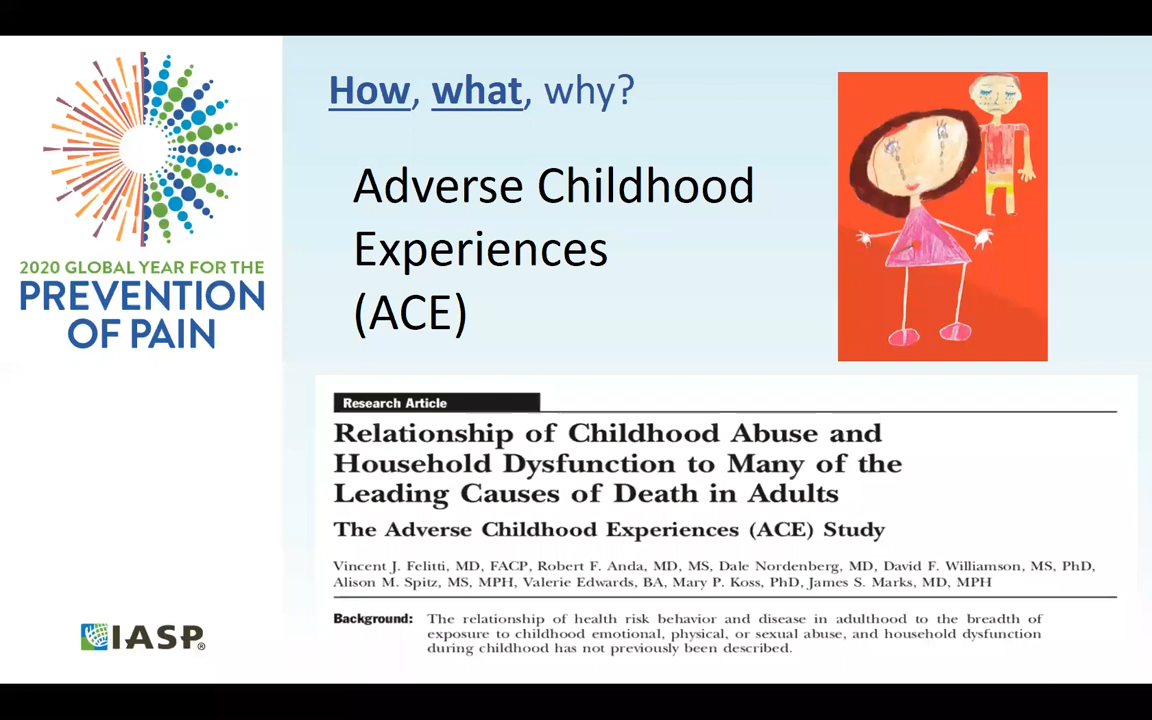 How, what, why?
Adverse Childhood
Experiences
(ACE)
2020 GLOBAL YEAR FOR THE
PREVENTION
OF PAIN
Research Article
Relationship of Childhood Abuse and
Household Dysfunction to Many of the
Leading Causes of Death in Adults
The Adverse Childhood Experiences (ACE) Study
Vincent J. Felitti, MD, FACP, Robert F. Anda, MD, MS, Dale Nordenberg, MD, David F. Williamson, MS, PhD,
Alison M. Spitz, MS, MPH, Valerie Edwards, BA, Mary P. Koss, PhD, James S. Marks, MD, MPH
Background: The relationship of health risk behavior and disease in adulthood to the breadth of
exposure to childhood emotional, physical, or sexual abuse, and household dysfunction
during childhood has not previously been described.
IASP®